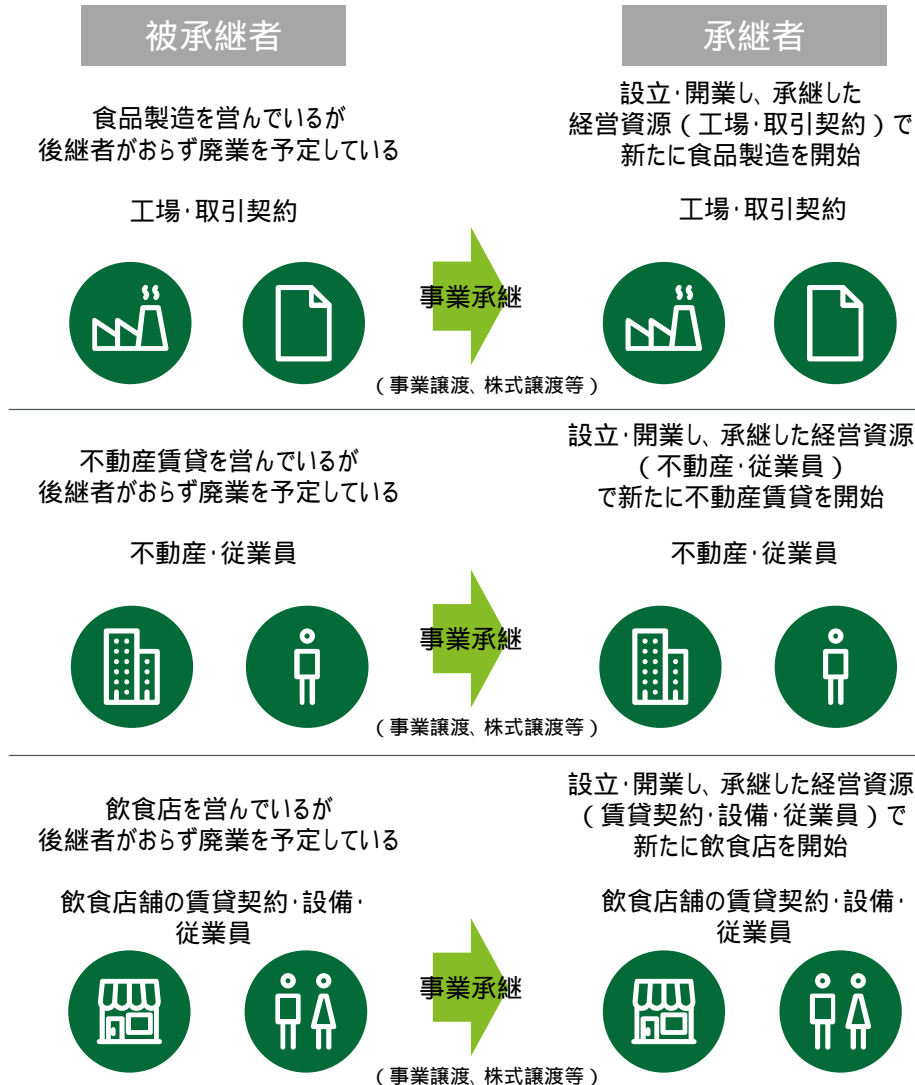 被承継者
承継者
食品製造を営んでいるが
後継者がおらず廃業を予定している
工場・取引契約
事業承継
(事業譲渡、株式譲渡等)
設立・開業し、承継した
経営資源(工場・取引契約)で
新たに食品製造を開始
工場・取引契約
不動産賃貸を営んでいるが
後継者がおらず廃業を予定している
不動産・従業員
事業承継
(事業譲渡、株式譲渡等)
設立・開業し、承継した経営資源
(不動産・従業員)
で新たに不動産賃貸を開始
不動産・従業員
飲食店を営んでいるが
後継者がおらず廃業を予定している
飲食店舗の賃貸契約・設備・
従業員
事業承継
(事業譲渡、株式譲渡等)
設立・開業し、承継した経営資源
(賃貸契約・設備・従業員)で
新たに飲食店を開始
飲食店舗の賃貸契約・設備・
従業員